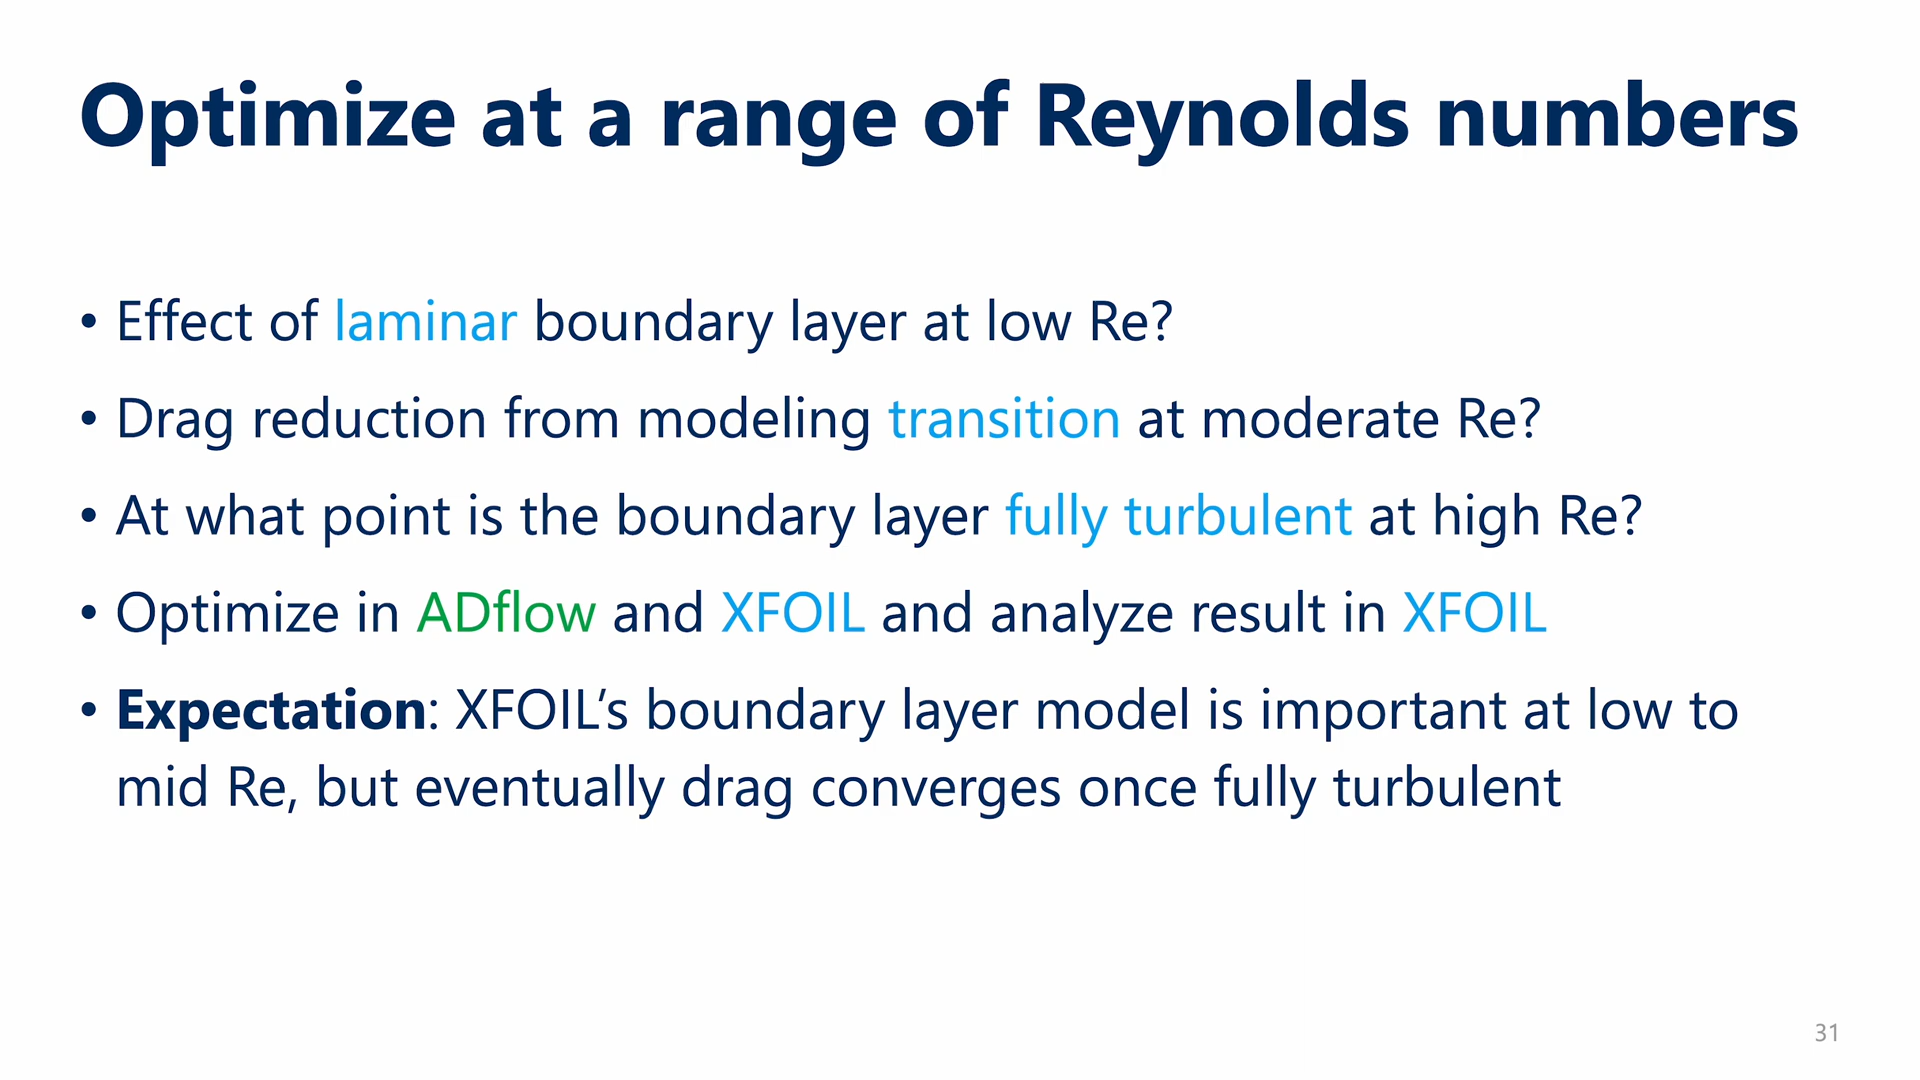 Optimize at a range of Reynolds numbers
• Effect of laminar boundary layer at low Re?
• Drag reduction from modeling transition at moderate Re?
• At what point is the boundary layer fully turbulent at high Re?
• Optimize in ADflow and XFOIL and analyze result in XFOIL
• Expectation: XFOIL’s boundary layer model is important at low to
mid Re, but eventually drag converges once fully turbulent
31